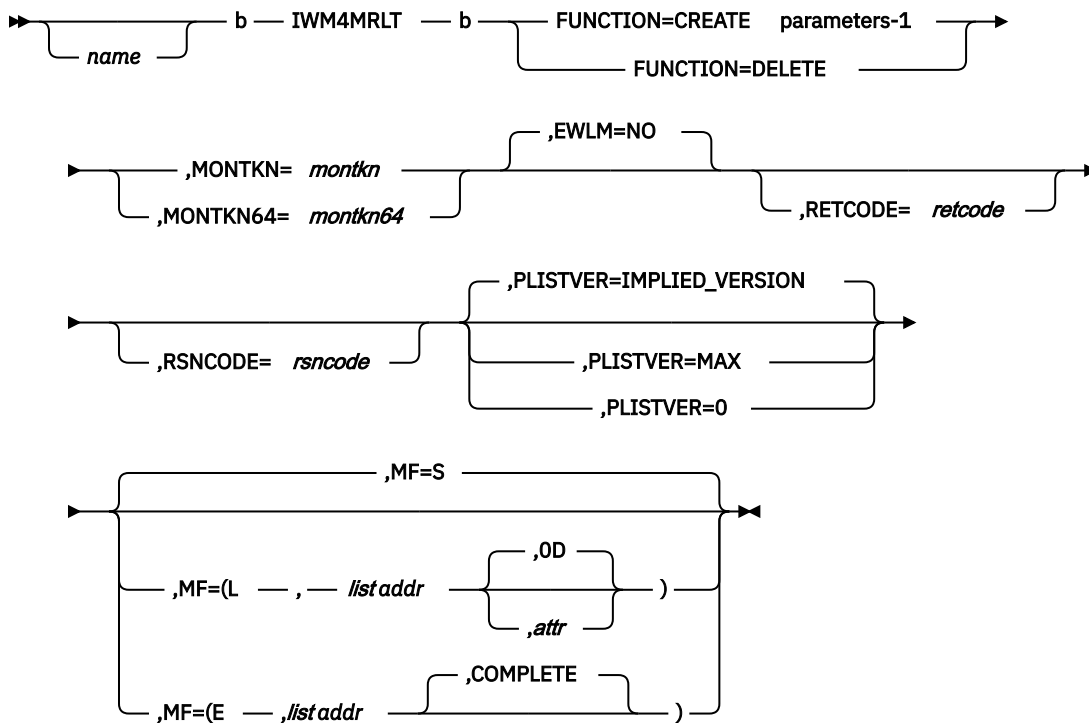 b IWM4MRLT b FUNCTION=CREATE parameters-1
name
FUNCTION=DELETE
,EWLM=NO
,MONTKN= montkn
,MONTKN64= montkn64
,RETCODE= retcode
,PLISTVER=IMPLIED_VERSION
,RSNCODE= rsncode
,PLISTVER=MAX
,PLISTVER=0
,MF=S
,0D
,MF=(L , list addr )
,attr
,COMPLETE
,MF=(E ,list addr )